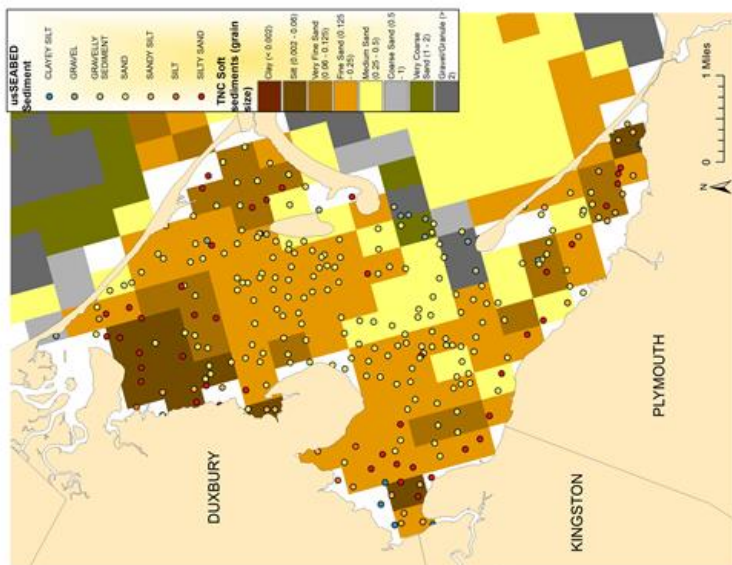 usSEABED
Sediment
CLAYEY SILT
GRAVEL
GRAVELLY
SEDIMENT
SAND
SANDY SILT
SILT
SILTY SAND
TNC Soft
sediments (grain
size)
Clay (< 0.002)
Silt (0.002 - 0.06)
Very Fine Sand
(0.06 - 0.125)
Fine Sand (0.125
- 0.25)
Medium Sand
(0.25 - 0.5)
Coarse Sand (0.5
- 1)
Very Coarse
Sand (1 - 2)
Gravel/Granule (>
2)
DUXBURY
KINGSTON
PLYMOUTH
N
0
1 Miles